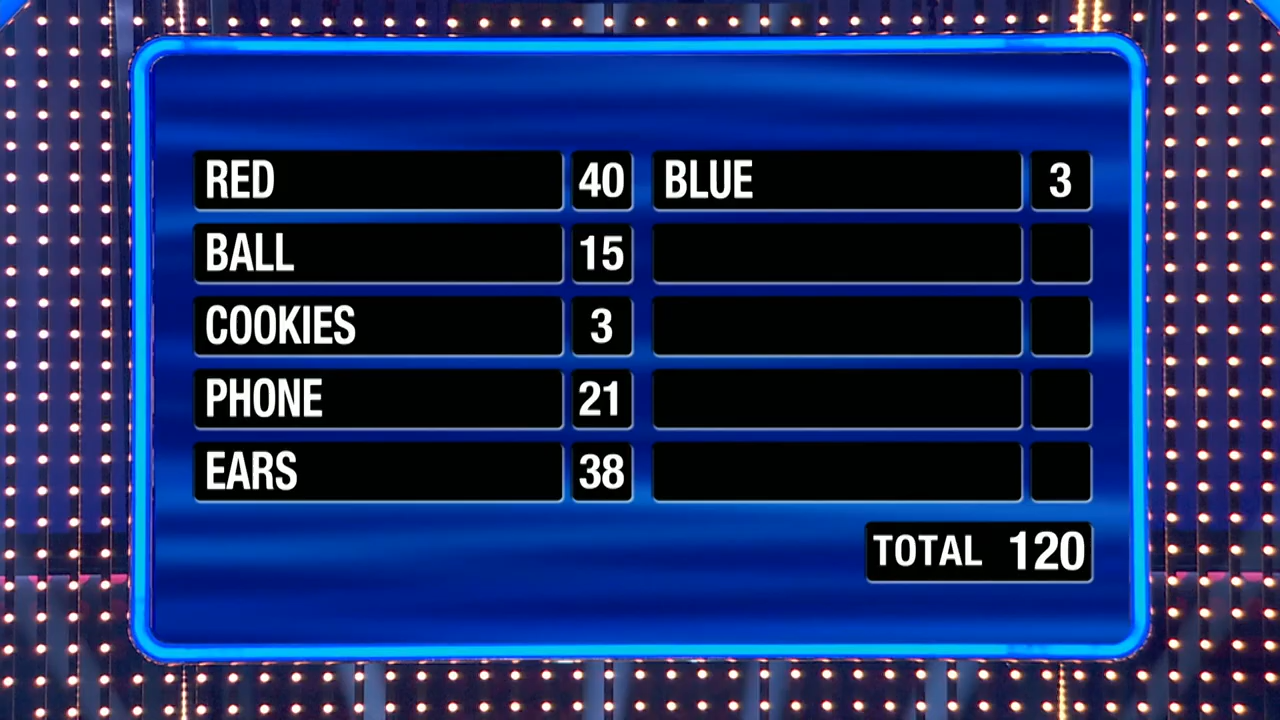 RED 40 BLUE 3
BALL 15
COOKIES 3
PHONE 21
EARS 38
TOTAL 120